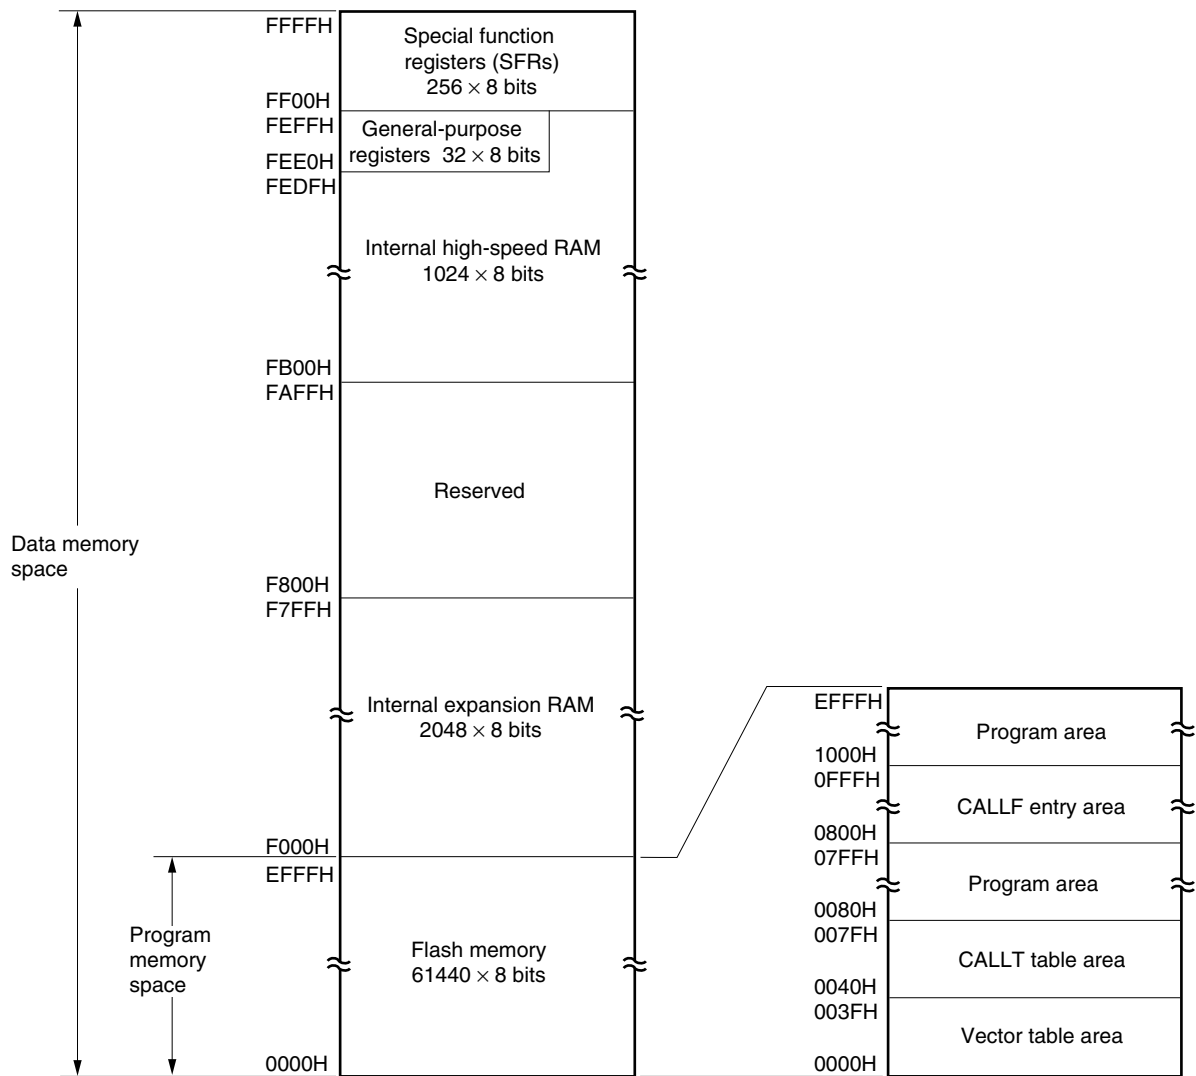 FFFFH
Special function
registers (SFRs)
256 × 8 bits
FF00H
FEFFH
General-purpose
registers 32 × 8 bits
FEE0H
FEDFH
Internal high-speed RAM
1024 × 8 bits
FB00H
FAFFH
Reserved
Data memory
space
F800H
F7FFH
Internal expansion RAM
2048 × 8 bits
F000H
EFFFH
Program
memory
space
Flash memory
61440 × 8 bits
0000H
EFFFH
Program area
1000H
0FFFH
CALLF entry area
0800H
07FFH
Program area
0080H
007FH
CALLT table area
0040H
003FH
Vector table area
0000H